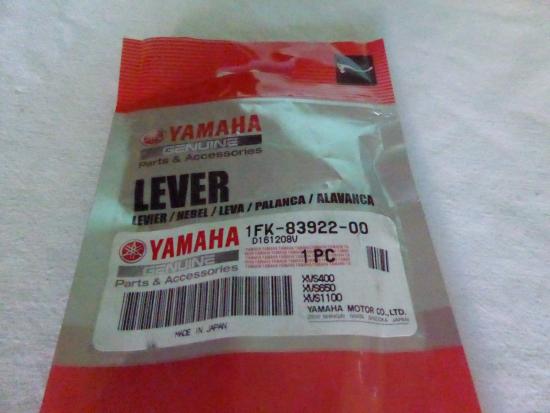 YAMAHA
GENUINE
Parts & Accessories
LEVER
LEVIER / HEBEL / LEVA / PALANCA / ALAVANCA
YAMAHA
GENUINE
Parts & Accessories
1FK-83922-00
D161208V
1 PC
XVS400
XVS650
XVS1100
YAMAHA MOTOR CO., LTD.
MADE IN JAPAN